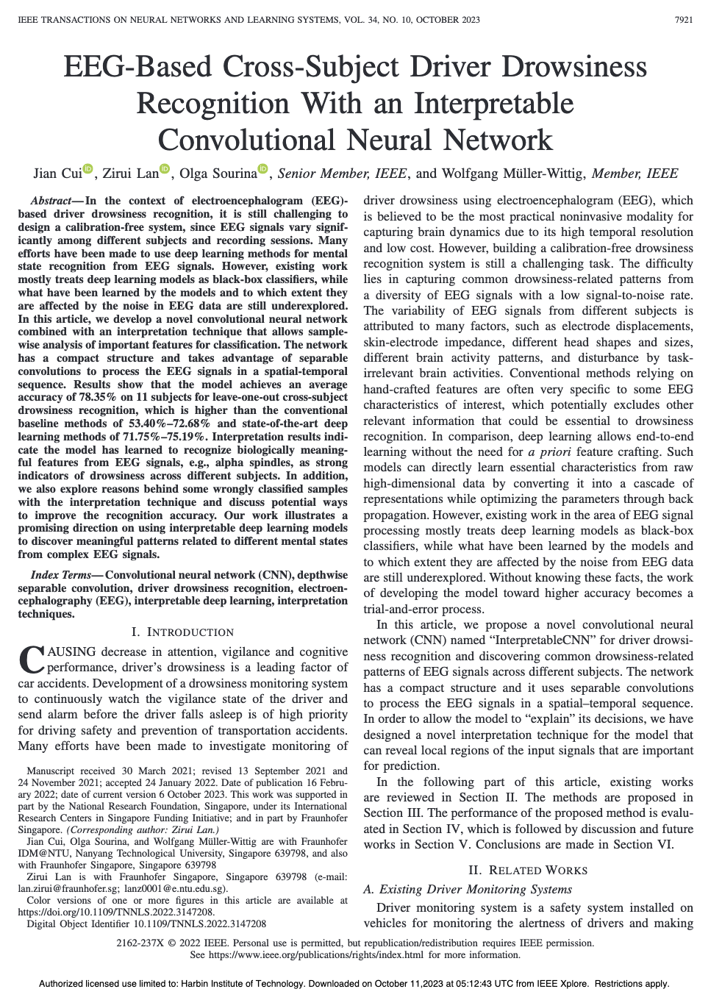 IEEE TRANSACTIONS ON NEURAL NETWORKS AND LEARNING SYSTEMS, VOL. 34, NO. 10, OCTOBER 2023 7921
EEG-Based Cross-Subject Driver Drowsiness
Recognition With an Interpretable
Convolutional Neural Network
Jian Cui, Zirui Lan, Olga Sourina, Senior Member, IEEE, and Wolfgang Müller-Wittig, Member, IEEE
Abstract—In the context of electroencephalogram (EEG)-
based driver drowsiness recognition, it is still challenging to
design a calibration-free system, since EEG signals vary signif-
icantly among different subjects and recording sessions. Many
efforts have been made to use deep learning methods for mental
state recognition from EEG signals. However, existing work
mostly treats deep learning models as black-box classifiers, while
what have been learned by the models and to which extent they
are affected by the noise in EEG data are still underexplored.
In this article, we develop a novel convolutional neural network
combined with an interpretation technique that allows sample-
wise analysis of important features for classification. The network
has a compact structure and takes advantage of separable
convolutions to process the EEG signals in a spatial-temporal
sequence. Results show that the model achieves an average
accuracy of 78.35% on 11 subjects for leave-one-out cross-subject
drowsiness recognition, which is higher than the conventional
baseline methods of 53.40%–72.68% and state-of-the-art deep
learning methods of 71.75%–75.19%. Interpretation results indi-
cate the model has learned to recognize biologically meaning-
ful features from EEG signals, e.g., alpha spindles, as strong
indicators of drowsiness across different subjects. In addition,
we also explore reasons behind some wrongly classified samples
with the interpretation technique and discuss potential ways
to improve the recognition accuracy. Our work illustrates a
promising direction on using interpretable deep learning models
to discover meaningful patterns related to different mental states
from complex EEG signals.
Index Terms—Convolutional neural network (CNN), depthwise
separable convolution, driver drowsiness recognition, electroen-
cephalography (EEG), interpretable deep learning, interpretation
techniques.
I. INTRODUCTION
CAUSING decrease in attention, vigilance and cognitive
performance, driver's drowsiness is a leading factor of
car accidents. Development of a drowsiness monitoring system
to continuously watch the vigilance state of the driver and
send alarm before the driver falls asleep is of high priority
for driving safety and prevention of transportation accidents.
Many efforts have been made to investigate monitoring of
Manuscript received 30 March 2021; revised 13 September 2021 and
24 November 2021; accepted 24 January 2022. Date of publication 16 Febru-
ary 2022; date of current version 6 October 2023. This work was supported in
part by the National Research Foundation, Singapore, under its International
Research Centers in Singapore Funding Initiative; and in part by Fraunhofer
Singapore. (Corresponding author: Zirui Lan.)
Jian Cui, Olga Sourina, and Wolfgang Müller-Wittig are with Fraunhofer
IDM@NTU, Nanyang Technological University, Singapore 639798, and also
with Fraunhofer Singapore, Singapore 639798
Zirui Lan is with Fraunhofer Singapore, Singapore 639798 (e-mail:
lan.zirui@fraunhofer.sg; lanz0001@e.ntu.edu.sg).
Color versions of one or more figures in this article are available at
https://doi.org/10.1109/TNNLS.2022.3147208.
Digital Object Identifier 10.1109/TNNLS.2022.3147208
driver drowsiness using electroencephalogram (EEG), which
is believed to be the most practical noninvasive modality for
capturing brain dynamics due to its high temporal resolution
and low cost. However, building a calibration-free drowsiness
recognition system is still a challenging task. The difficulty
lies in capturing common drowsiness-related patterns from
a diversity of EEG signals with a low signal-to-noise rate.
The variability of EEG signals from different subjects is
attributed to many factors, such as electrode displacements,
skin-electrode impedance, different head shapes and sizes,
different brain activity patterns, and disturbance by task-
irrelevant brain activities. Conventional methods relying on
hand-crafted features are often very specific to some EEG
characteristics of interest, which potentially excludes other
relevant information that could be essential to drowsiness
recognition. In comparison, deep learning allows end-to-end
learning without the need for a priori feature crafting. Such
models can directly learn essential characteristics from raw
high-dimensional data by converting it into a cascade of
representations while optimizing the parameters through back
propagation. However, existing work in the area of EEG signal
processing mostly treats deep learning models as black-box
classifiers, while what have been learned by the models and
to which extent they are affected by the noise from EEG data
are still underexplored. Without knowing these facts, the work
of developing the model toward higher accuracy becomes a
trial-and-error process.
In this article, we propose a novel convolutional neural
network (CNN) named “InterpretableCNN” for driver drowsi-
ness recognition and discovering common drowsiness-related
patterns of EEG signals across different subjects. The network
has a compact structure and it uses separable convolutions
to process the EEG signals in a spatial–temporal sequence.
In order to allow the model to “explain” its decisions, we have
designed a novel interpretation technique for the model that
can reveal local regions of the input signals that are important
for prediction.
In the following part of this article, existing works
are reviewed in Section II. The methods are proposed in
Section III. The performance of the proposed method is evalu-
ated in Section IV, which is followed by discussion and future
works in Section V. Conclusions are made in Section VI.
II. RELATED WORKS
A. Existing Driver Monitoring Systems
Driver monitoring system is a safety system installed on
vehicles for monitoring the alertness of drivers and making
2162-237X © 2022 IEEE. Personal use is permitted, but republication/redistribution requires IEEE permission.
See https://www.ieee.org/publications/rights/index.html for more information.
Authorized licensed use limited to: Harbin Institute of Technology. Downloaded on October 11,2023 at 05:12:43 UTC from IEEE Xplore. Restrictions apply.